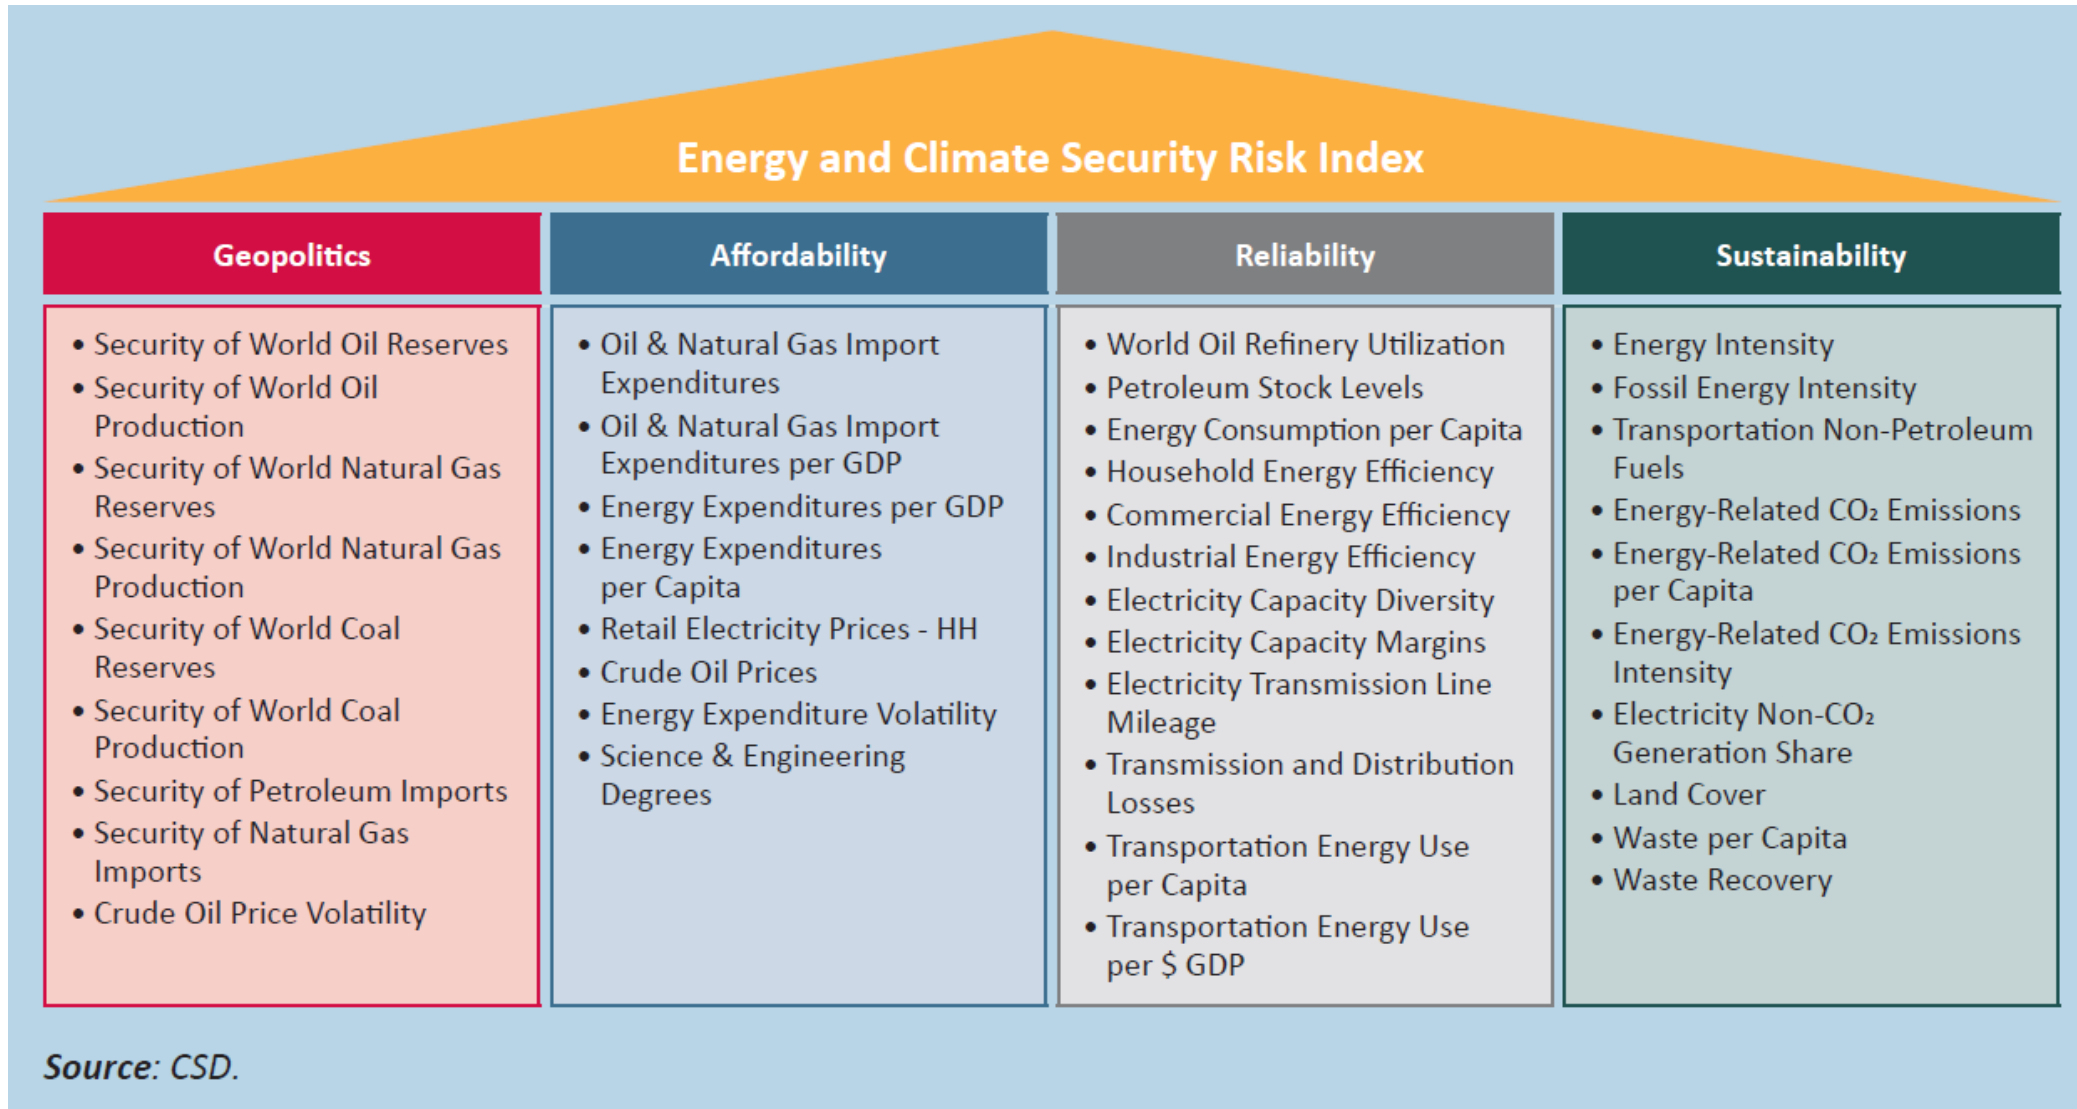 Energy and Climate Security Risk Index
Geopolitics
• Security of World Oil Reserves
• Security of World Oil
Production
• Security of World Natural Gas
Reserves
• Security of World Natural Gas
Production
• Security of World Coal
Reserves
• Security of World Coal
Production
• Security of Petroleum Imports
• Security of Natural Gas
Imports
• Crude Oil Price Volatility
Affordability
• Oil & Natural Gas Import
Expenditures
• Oil & Natural Gas Import
Expenditures per GDP
• Energy Expenditures per GDP
• Energy Expenditures
per Capita
• Retail Electricity Prices - HH
• Crude Oil Prices
• Energy Expenditure Volatility
• Science & Engineering
Degrees
Reliability
• World Oil Refinery Utilization
• Petroleum Stock Levels
• Energy Consumption per Capita
• Household Energy Efficiency
• Commercial Energy Efficiency
• Industrial Energy Efficiency
• Electricity Capacity Diversity
• Electricity Capacity Margins
• Electricity Transmission Line
Mileage
• Transmission and Distribution
Losses
• Transportation Energy Use
per Capita
• Transportation Energy Use
per $ GDP
Sustainability
• Energy Intensity
• Fossil Energy Intensity
• Transportation Non-Petroleum
Fuels
• Energy-Related CO₂ Emissions
• Energy-Related CO₂ Emissions
per Capita
• Energy-Related CO₂ Emissions
Intensity
• Electricity Non-CO₂
Generation Share
• Land Cover
• Waste per Capita
• Waste Recovery
Source: CSD.